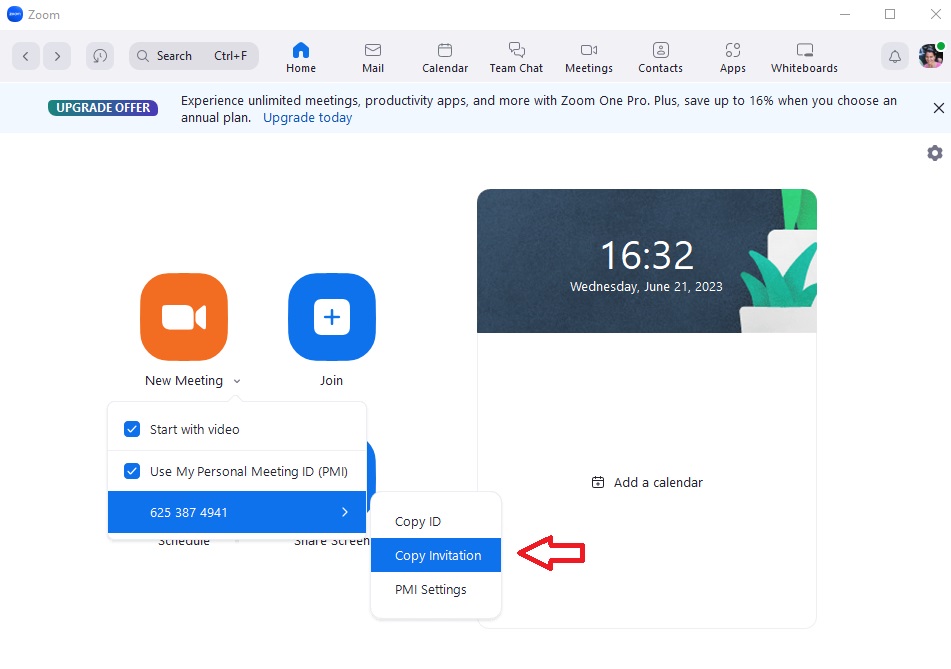 zoom Zoom
Search Ctrl+F
Home
Mail
Calendar
Team Chat
Meetings
Contacts
Apps
Whiteboards
UPGRADE OFFER
Experience unlimited meetings, productivity apps, and more with Zoom One Pro. Plus, save up to 16% when you choose an
annual plan. Upgrade today
16:32
Wednesday, June 21, 2023
New Meeting
Join
Start with video
Use My Personal Meeting ID (PMI)
625 387 4941
Schedule
Share Screen
Copy ID
Copy Invitation
PMI Settings
Add a calendar